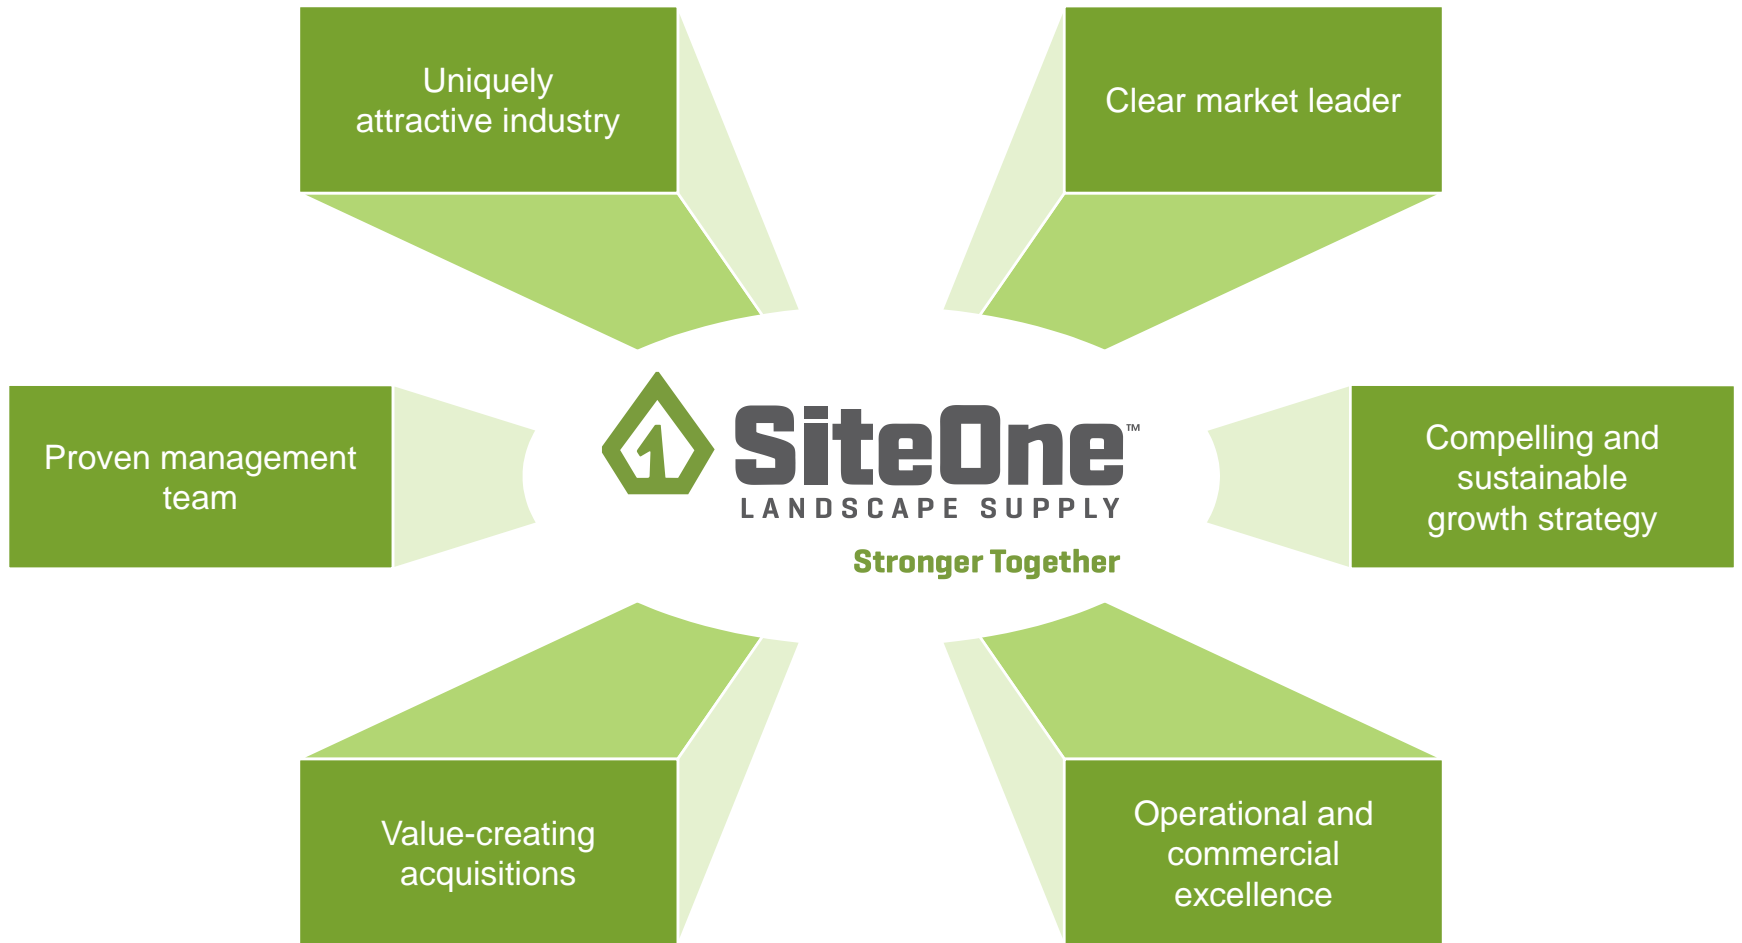 Uniquely
attractive industry
Clear market leader
Proven management
team
SiteOne™
LANDSCAPE SUPPLY
Stronger Together
Compelling and
sustainable
growth strategy
Value-creating
acquisitions
Operational and
commercial
excellence